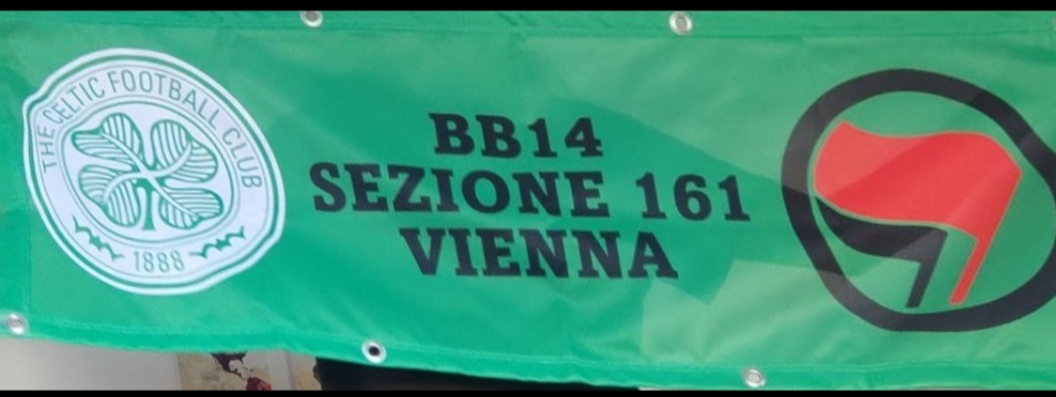 THE CELTIC FOOTBALL CLUB
1888
BB14
SEZIONE 161
VIENNA